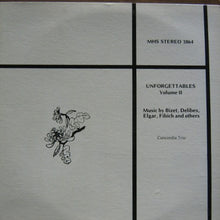 MHS STEREO 3864
UNFORGETTABLES
Volume II
Music by Bizet, Delibes,
Elgar, Fibich and others
Concordia Trio